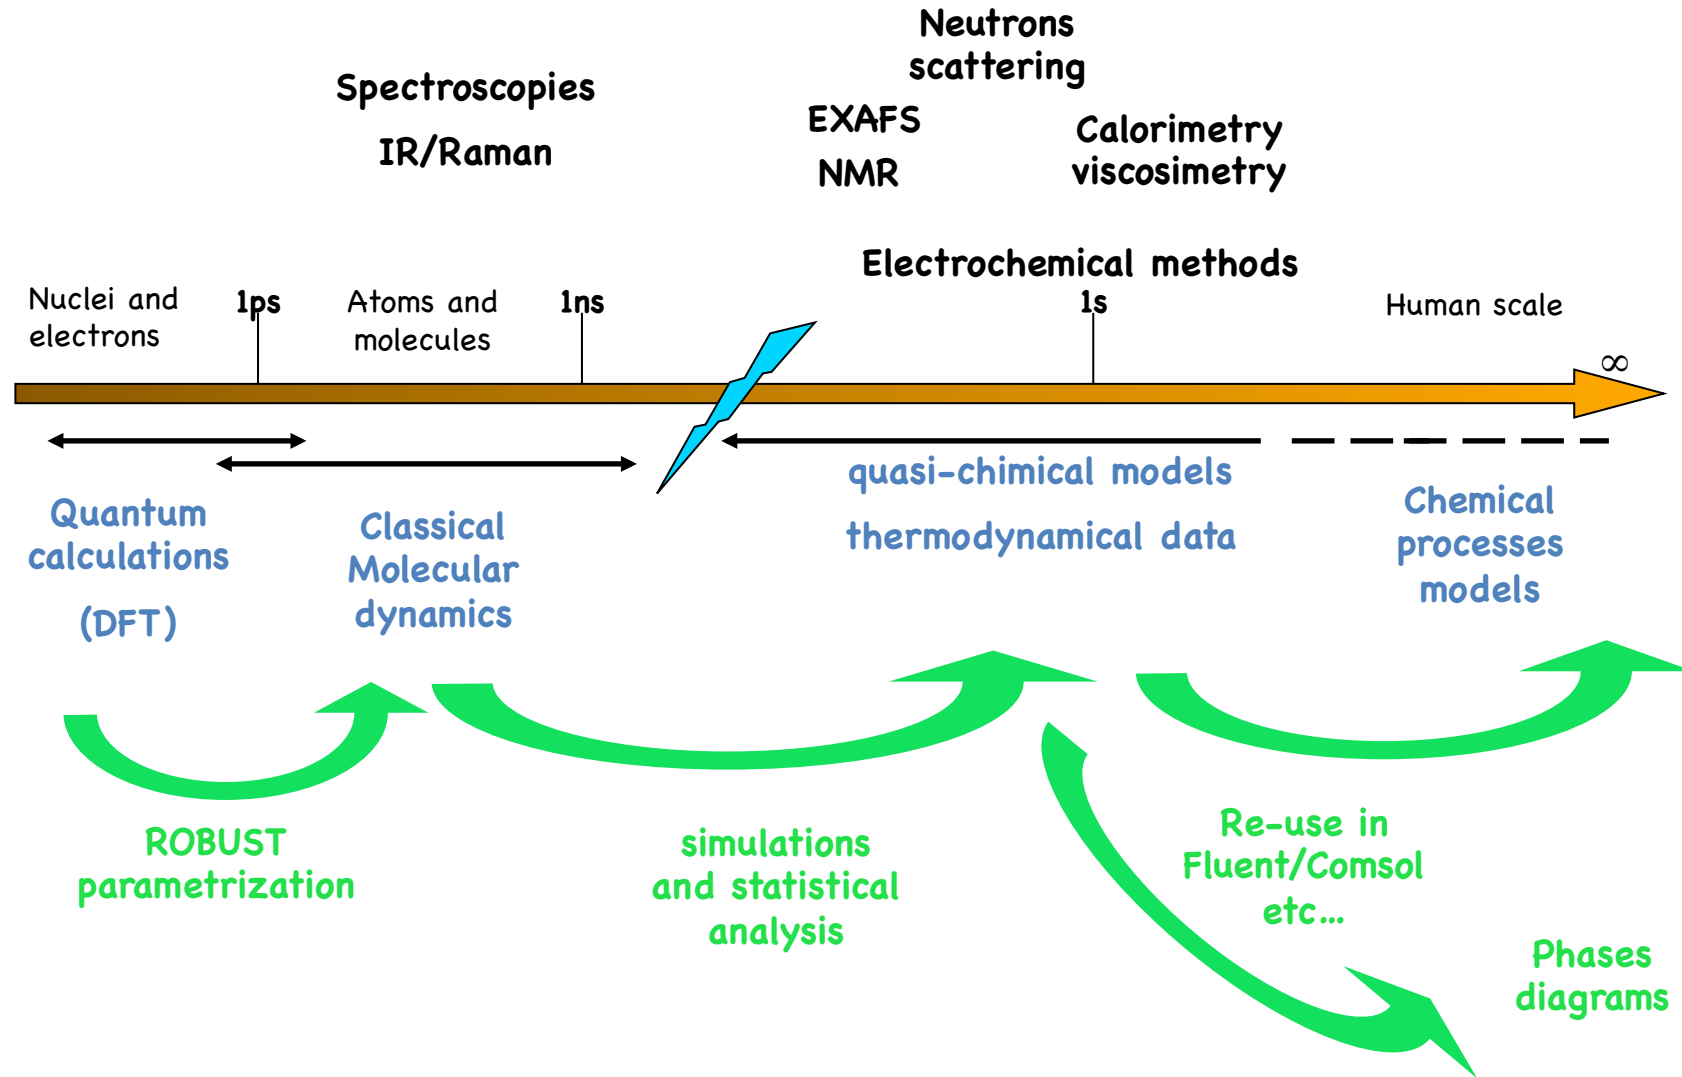 Neutrons
scattering
Spectroscopies
IR/Raman
EXAFS
NMR
Calorimetry
viscosimetry
Electrochemical methods
Nuclei and
electrons
1ps
Atoms and
molecules
1ns
1s
Human scale
∞
Quantum
calculations
(DFT)
Classical
Molecular
dynamics
quasi-chimical models
thermodynamical data
Chemical
processes
models
ROBUST
parametrization
simulations
and statistical
analysis
Re-use in
Fluent/Comsol
etc...
Phases
diagrams